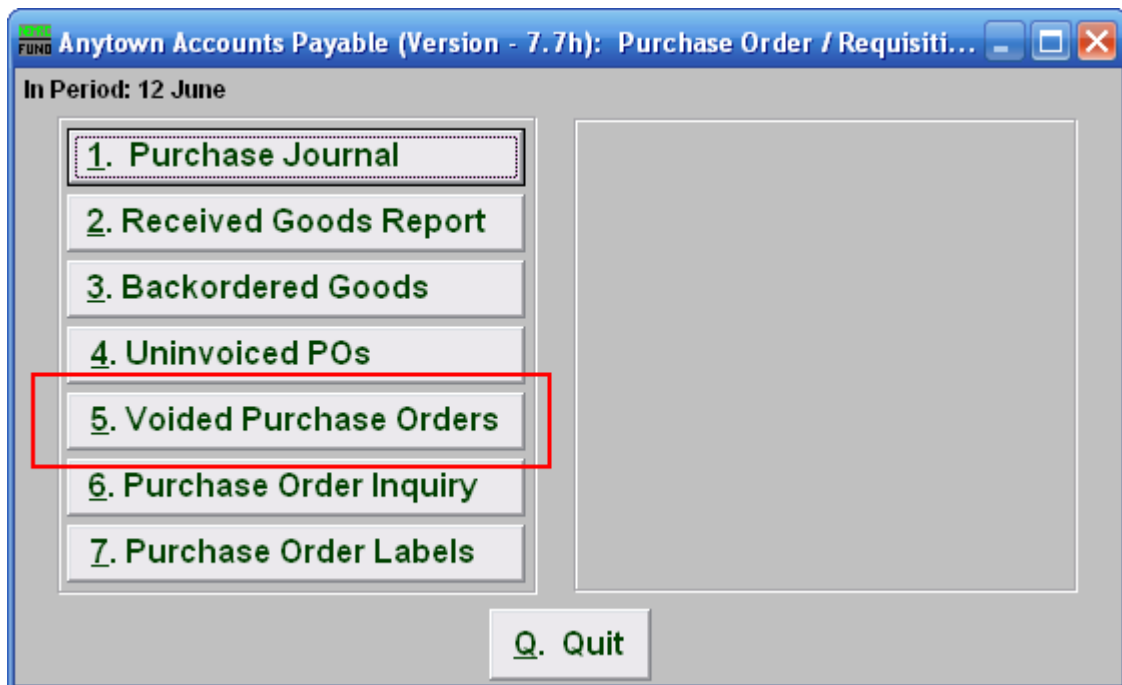 FUND Anytown Accounts Payable (Version - 7.7h): Purchase Order / Requisiti...
In Period: 12 June
1. Purchase Journal
2. Received Goods Report
3. Backordered Goods
4. Uninvoiced POs
5. Voided Purchase Orders
6. Purchase Order Inquiry
7. Purchase Order Labels
Q. Quit